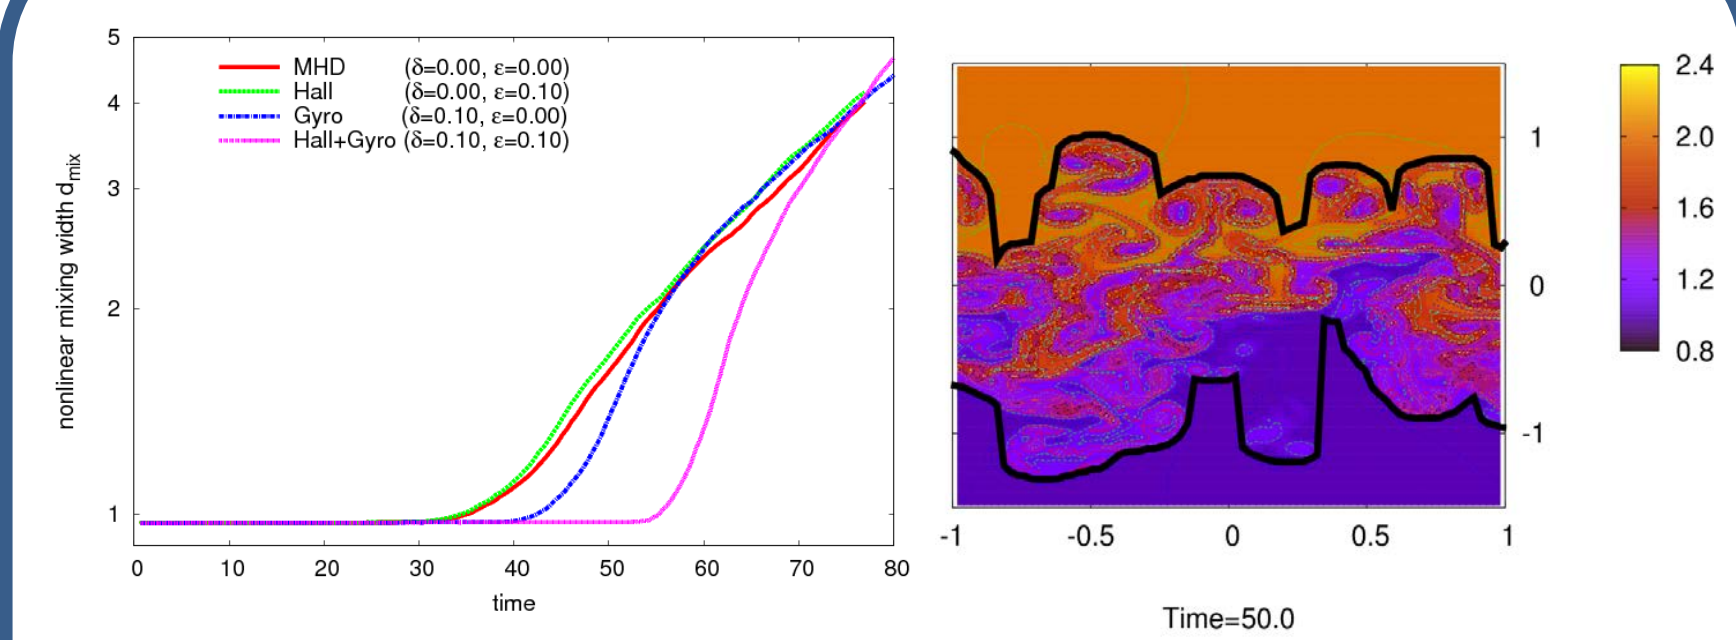 5
4
3
2
1
nonlinear mixing width dmix
MHD (δ=0.00, ε=0.00)
Hall (δ=0.00, ε=0.10)
Gyro (δ=0.10, ε=0.00)
Hall+Gyro (δ=0.10, ε=0.10)
0 10 20 30 40 50 60 70 80
time
1
0
-1
-1 -0.5 0 0.5 1
Time=50.0
2.4
2.0
1.6
1.2
0.8